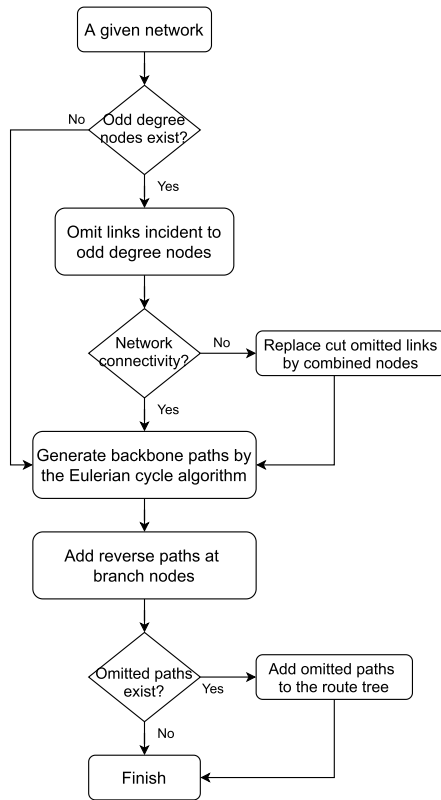 A given network
No
Odd degree
nodes exist?
Yes
Omit links incident to
odd degree nodes
Network
connectivity?
No
Replace cut omitted links
by combined nodes
Yes
Generate backbone paths by
the Eulerian cycle algorithm
Add reverse paths at
branch nodes
Omitted paths
exist?
Yes
Add omitted paths
to the route tree
No
Finish